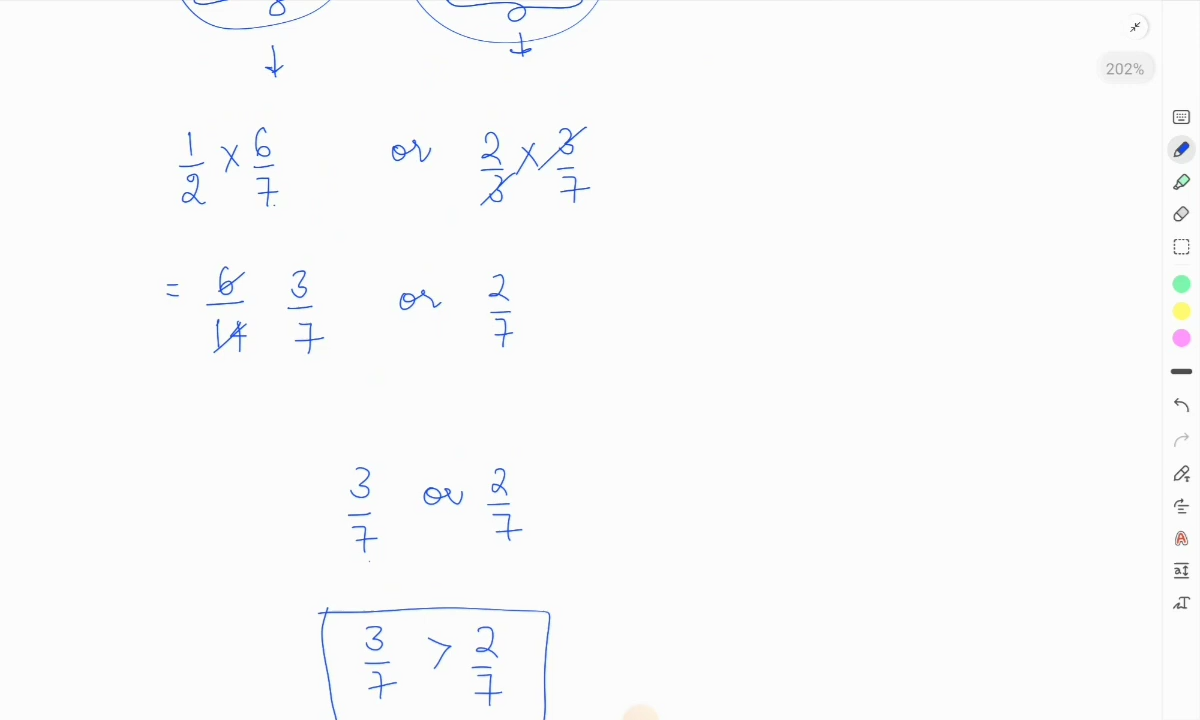 202%
1/2 × 6/7 or 2/3 × 3/7
= 6/14 3/7 or 2/7
3/7 or 2/7
3/7 > 2/7